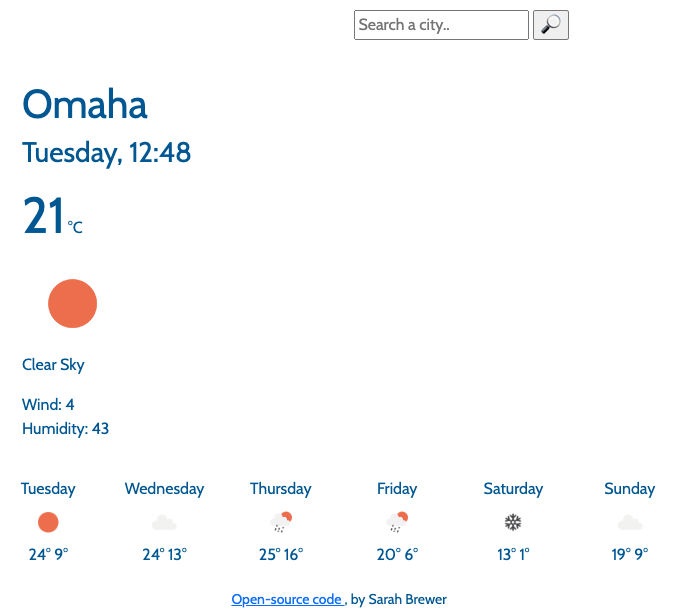 Search a city..
Omaha
Tuesday, 12:48
21 °C
Clear Sky
Wind: 4
Humidity: 43
Tuesday Wednesday Thursday Friday Saturday Sunday
24° 9° 24° 13° 25° 16° 20° 6° 13° 1° 19° 9°
Open-source code , by Sarah Brewer